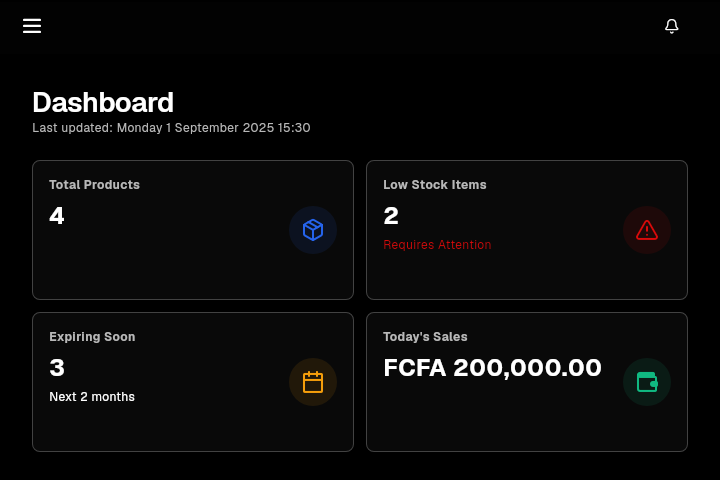 Dashboard
Last updated: Monday 1 September 2025 15:30
Total Products
4
Low Stock Items
2
Requires Attention
Expiring Soon
3
Next 2 months
Today's Sales
FCFA 200,000.00